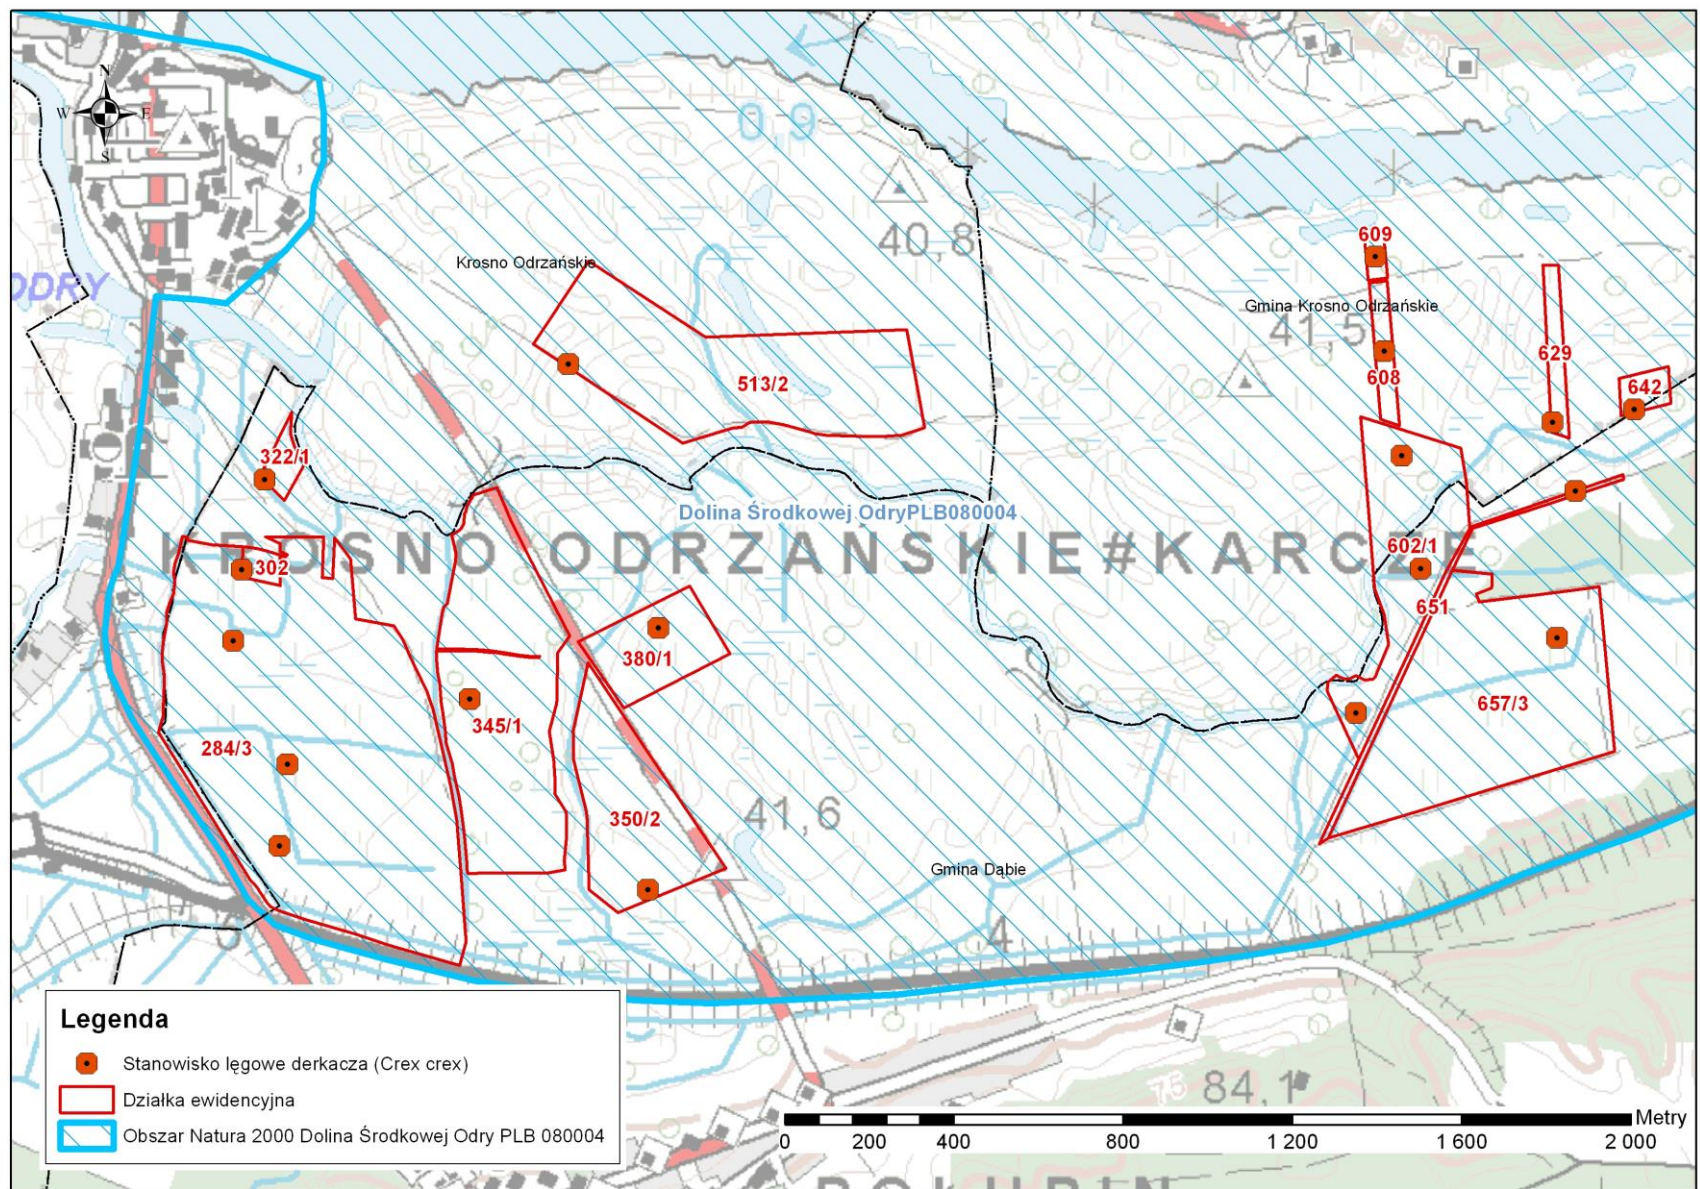 N
W E
S
ODRY
0,9
40,8
Krosno Odrzańskie
609
Gmina Krosno Odrzańskie
41,5
608
629
642
513/2
322/1
Dolina Środkowej OdryPLB080004
KROSNO ODRZAŃSKIE#KARCZE
302
602/1
651
380/1
657/3
345/1
284/3
350/2
41,6
Gmina Dąbie
4
Legenda
Stanowisko lęgowe derkacza (Crex crex)
Działka ewidencyjna
Obszar Natura 2000 Dolina Środkowej Odry PLB 080004
75
84,1
Metry
0 200 400 800 1 200 1 600 2 000